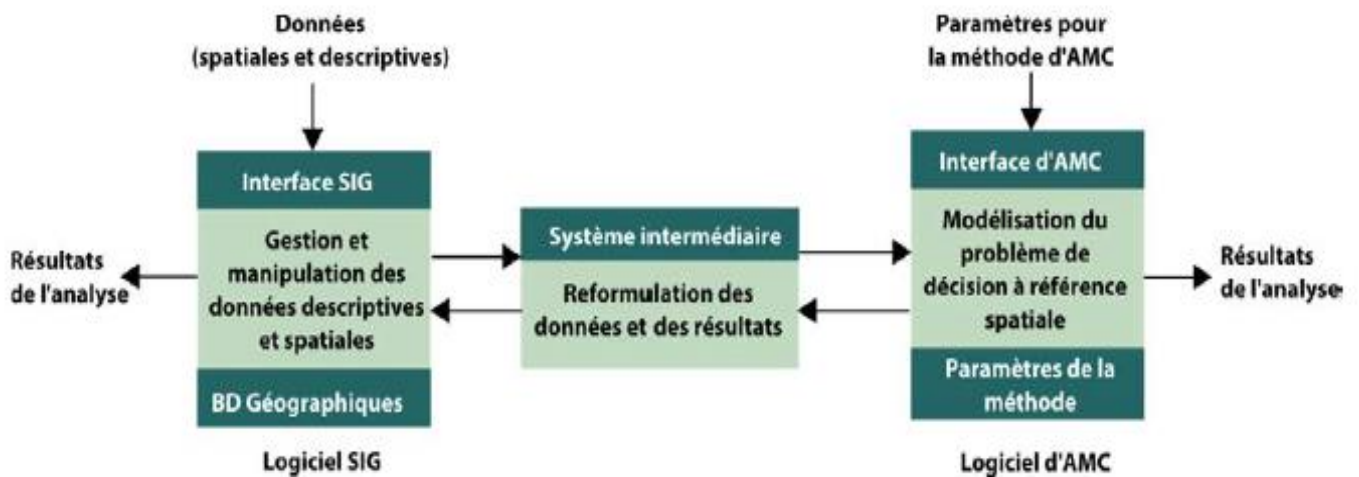 Données
(spatiales et descriptives)
Paramètres pour
la méthode d'AMC
Interface SIG
Gestion et
manipulation des
données descriptives
et spatiales
BD Géographiques
Logiciel SIG
Résultats
de l'analyse
Système intermédiaire
Reformulation des
données et des résultats
Interface d'AMC
Modélisation du
problème de
décision à référence
spatiale
Paramètres de la
méthode
Logiciel d'AMC
Résultats
de l'analyse